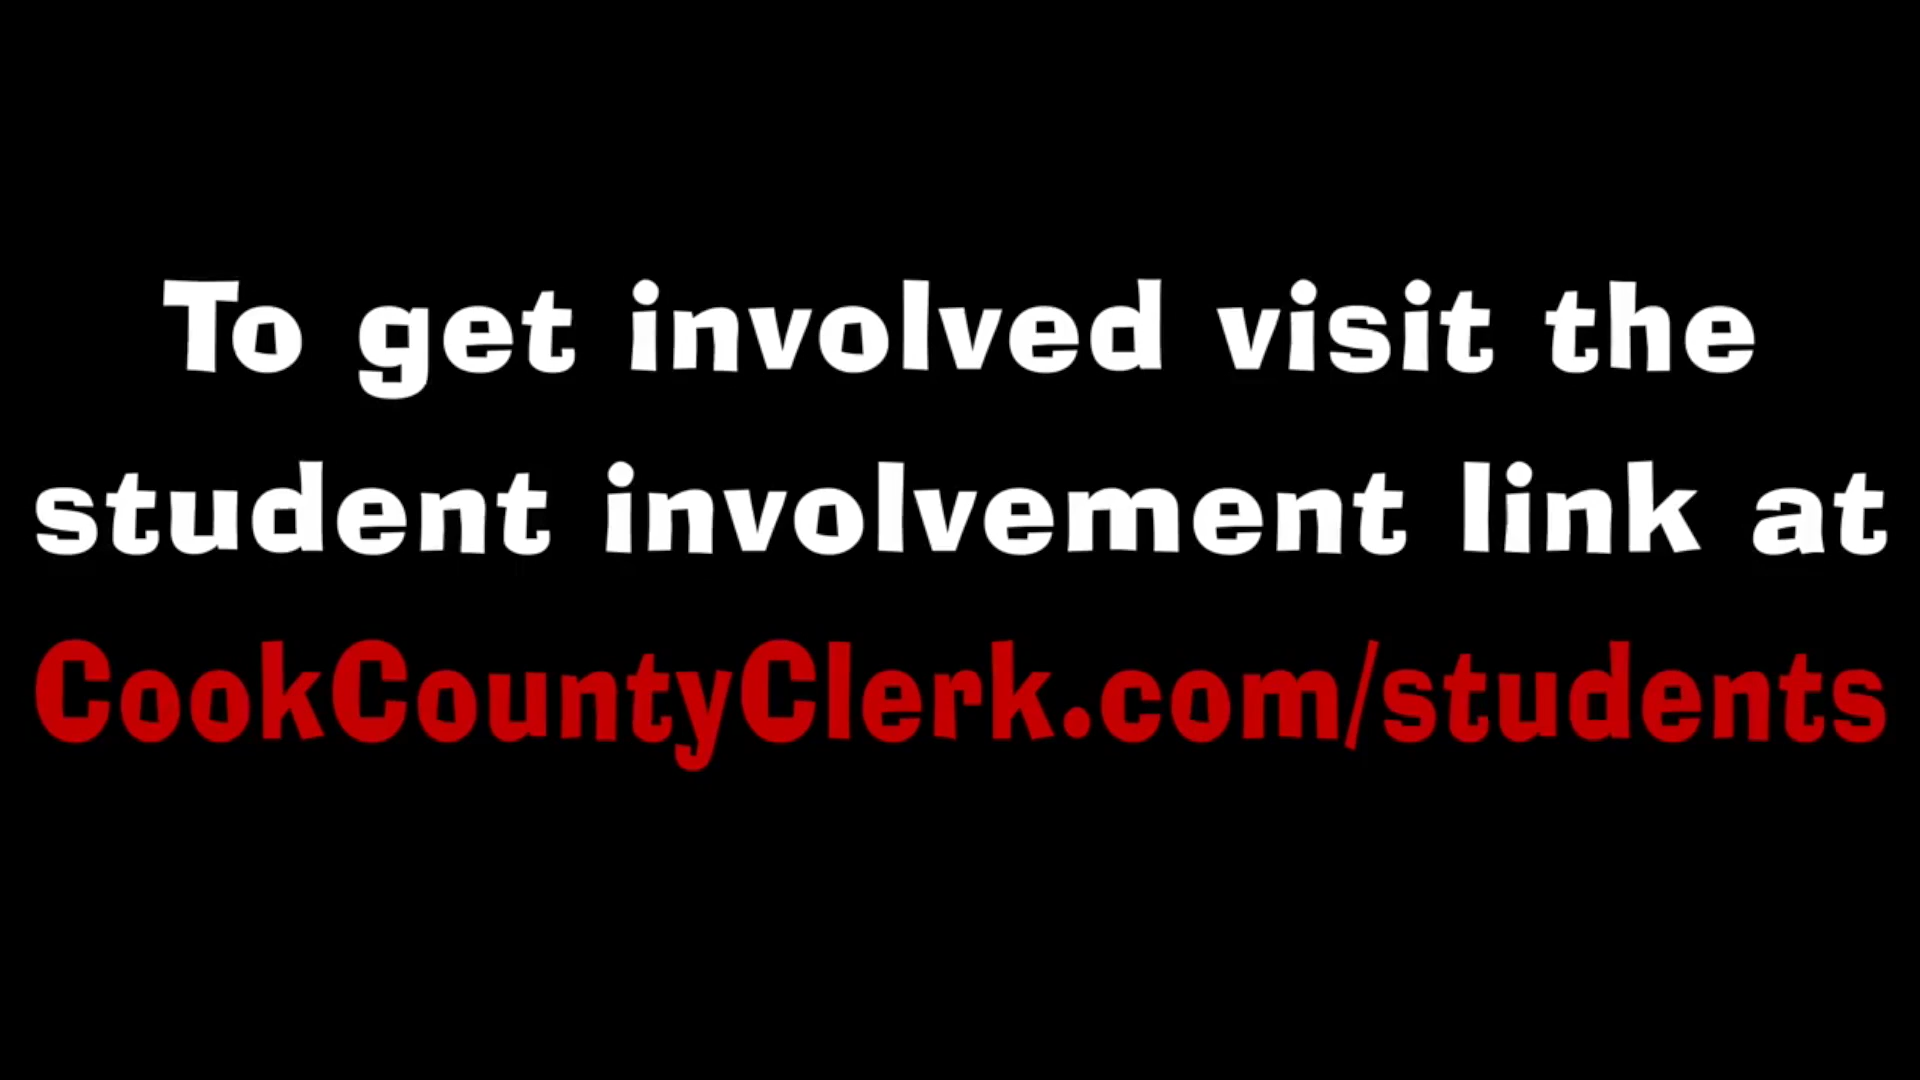 To get involved visit the
student involvement link at
CookCountyClerk.com/students